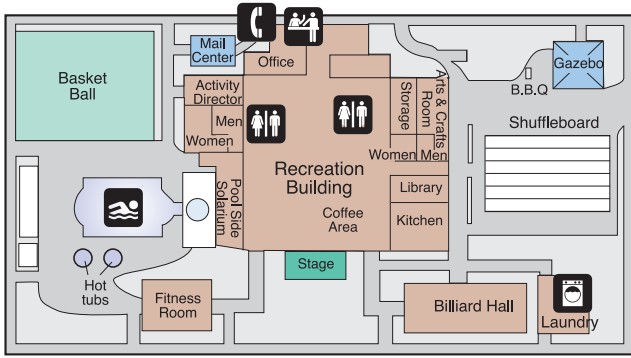 Mail
Center
Office
Basket
Ball
Activity
Director
Men
Women
Storage
Arts & Crafts
Room
Women
Men
Gazebo
B.B.Q
Shuffleboard
Recreation
Building
Pool Side
Solarium
Coffee
Area
Library
Kitchen
Hot
tubs
Stage
Fitness
Room
Billiard Hall
Laundry